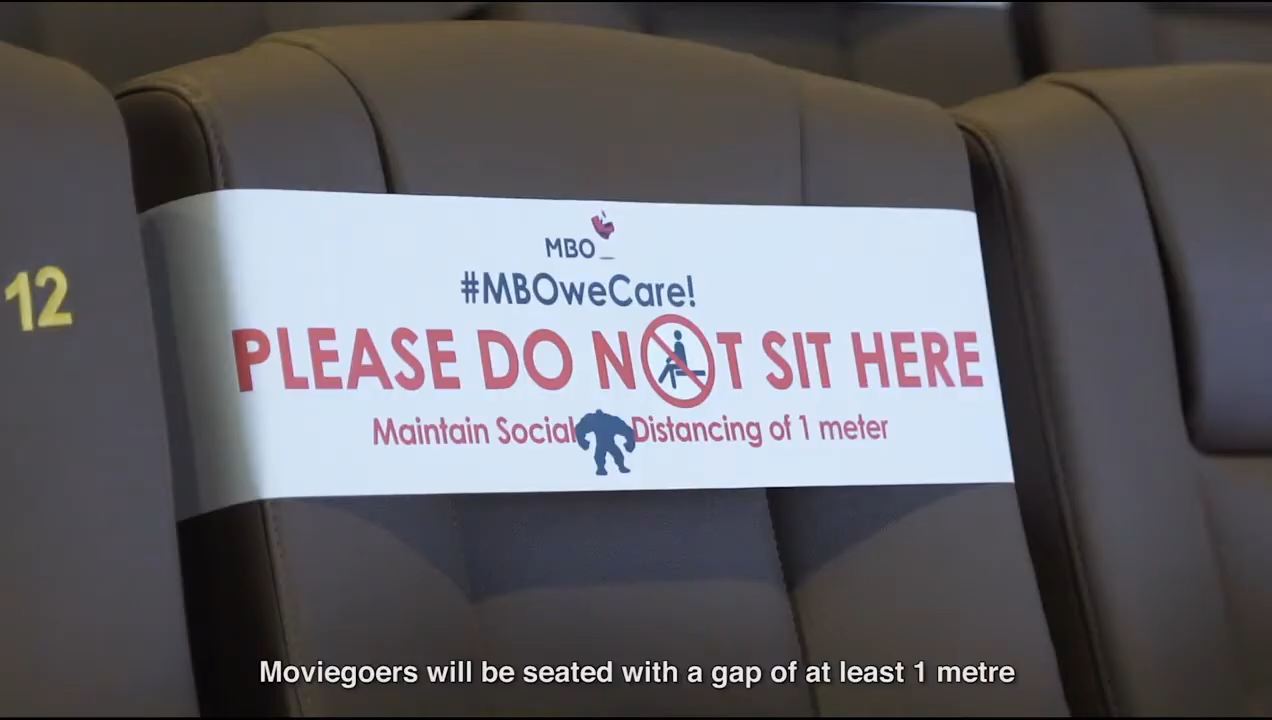 12
MBO_
#MBOweCare!
PLEASE DO NOT SIT HERE
Maintain Social Distancing of 1 meter
Moviegoers will be seated with a gap of at least 1 metre